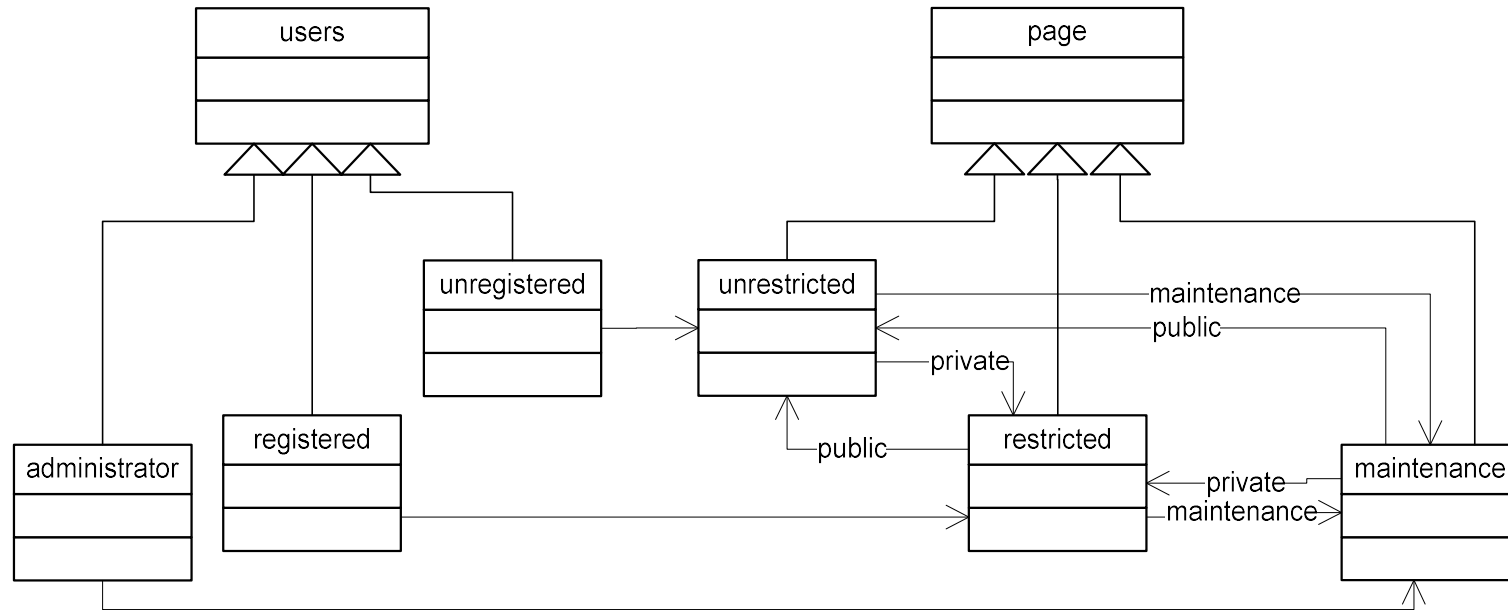 users
page
unregistered
unrestricted
maintenance
public
private
registered
public
restricted
administrator
maintenance
private
maintenance